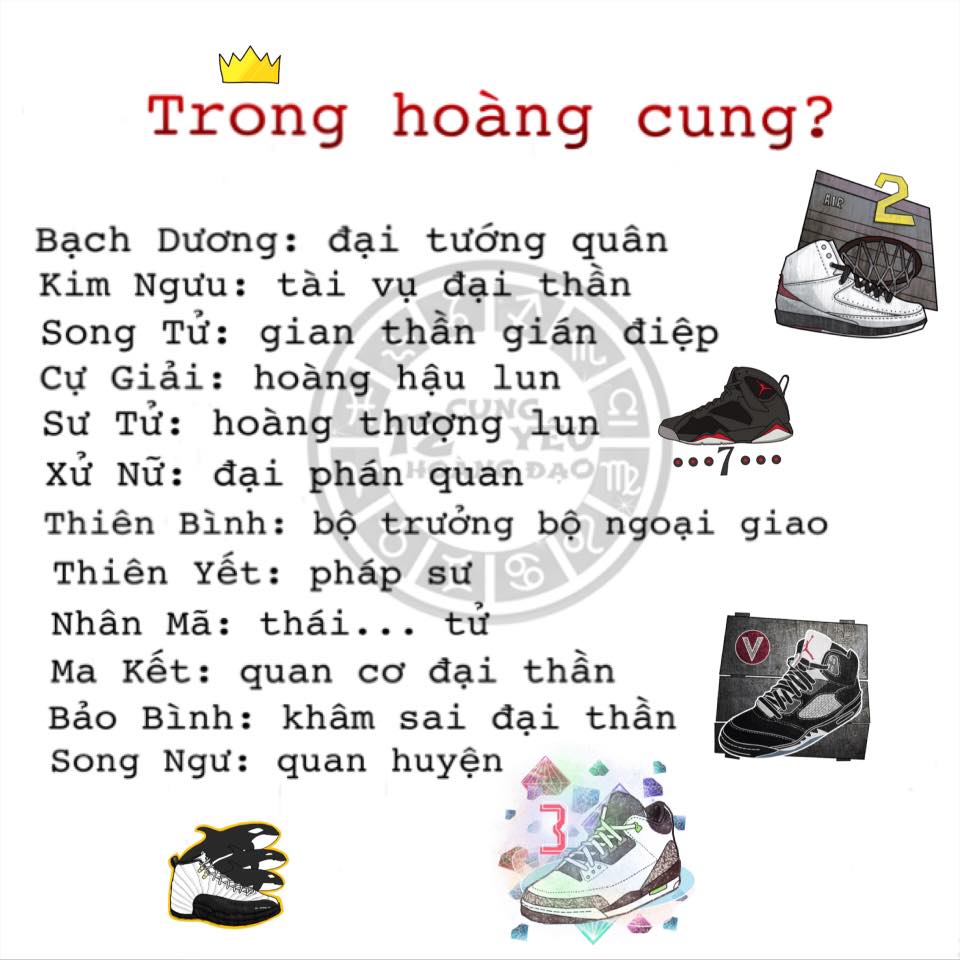 Trong hoàng cung?
AIR
2
Bạch Dương: đại tướng quân
Kim Ngưu: tài vụ đại thần
Song Tử: gian thần gián điệp
Cự Giải: hoàng hậu lun
Sư Tử: hoàng thượng lun
Xử Nữ: đại phán quan
Thiên Bình: bộ trưởng bộ ngoại giao
Thiên Yết: pháp sư
Nhân Mã: thái... tử
Ma Kết: quan cơ đại thần
Bảo Bình: khâm sai đại thần
Song Ngư: quan huyện
CUNG
12 YÊU
HOÀNG ĐẠO
7
V
3